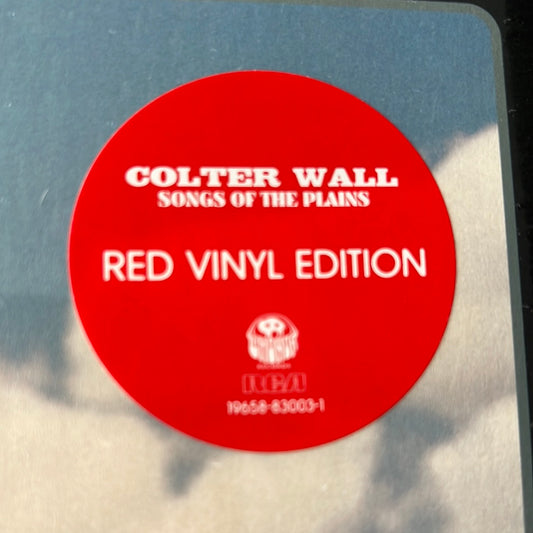 COLTER WALL
SONGS OF THE PLAINS
RED VINYL EDITION
RCA
19658-83003-1